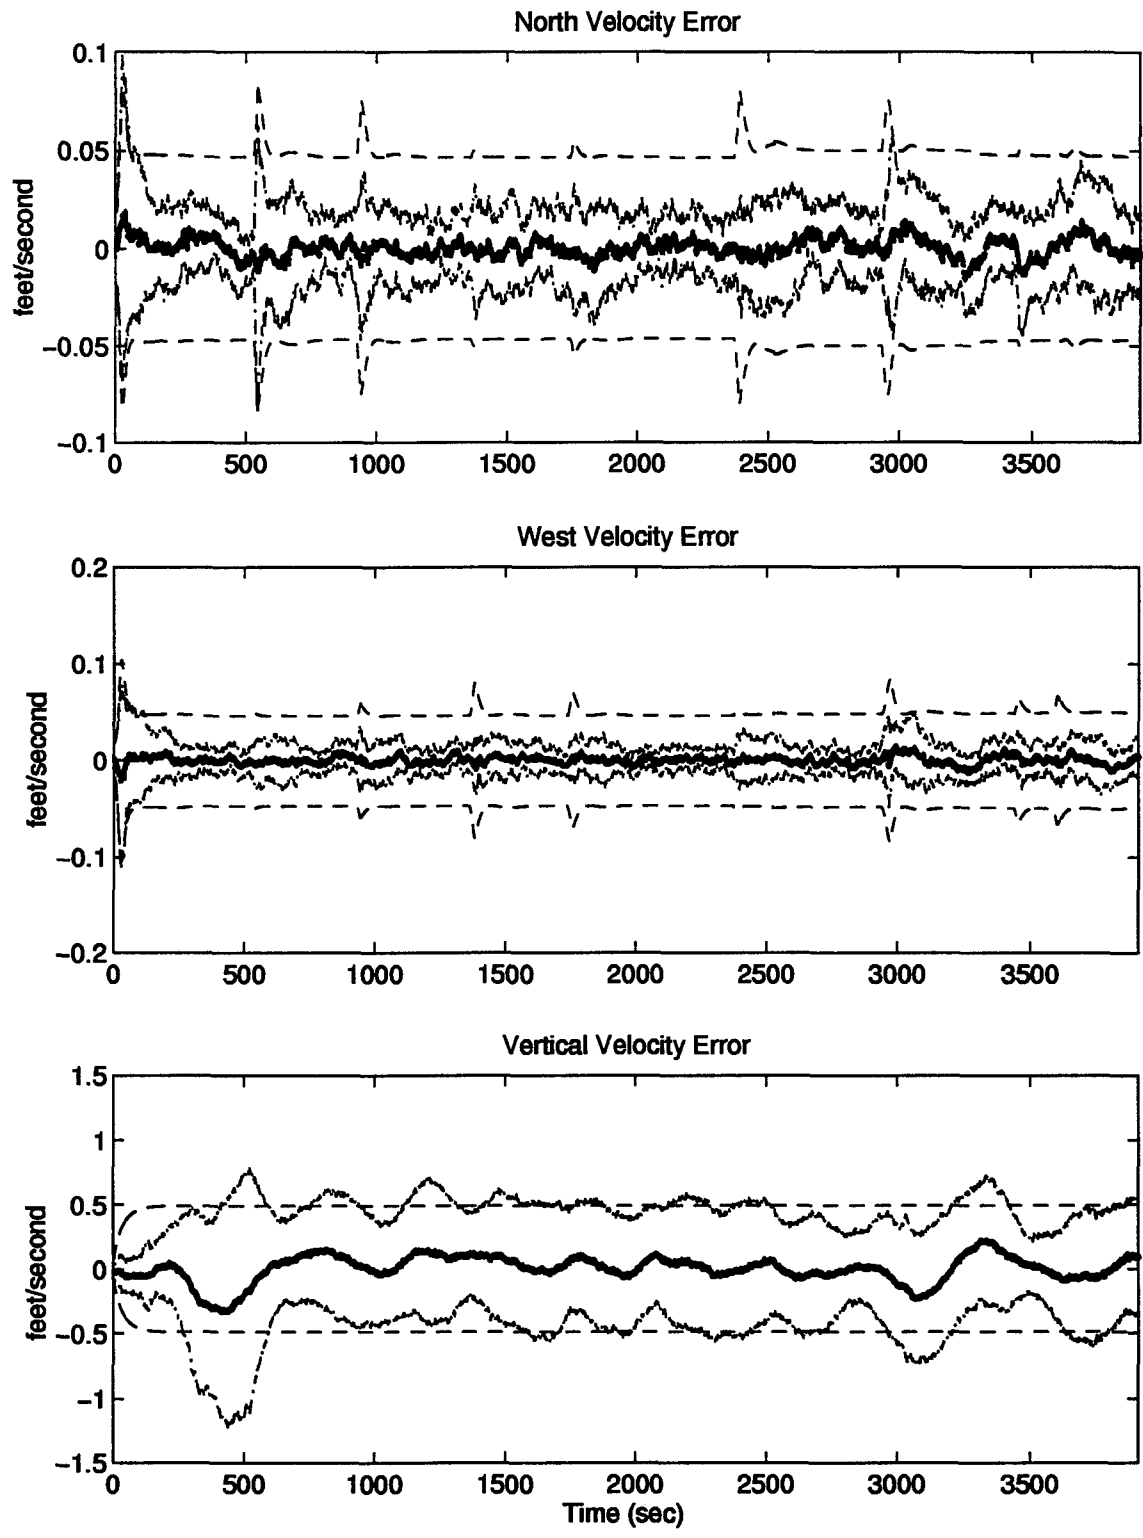 North Velocity Error
0.1
0.05
0
−0.05
−0.1
feet/second
0 500 1000 1500 2000 2500 3000 3500
West Velocity Error
0.2
0.1
0
−0.1
−0.2
feet/second
0 500 1000 1500 2000 2500 3000 3500
Vertical Velocity Error
1.5
1
0.5
0
−0.5
−1
−1.5
feet/second
0 500 1000 1500 2000 2500 3000 3500
Time (sec)